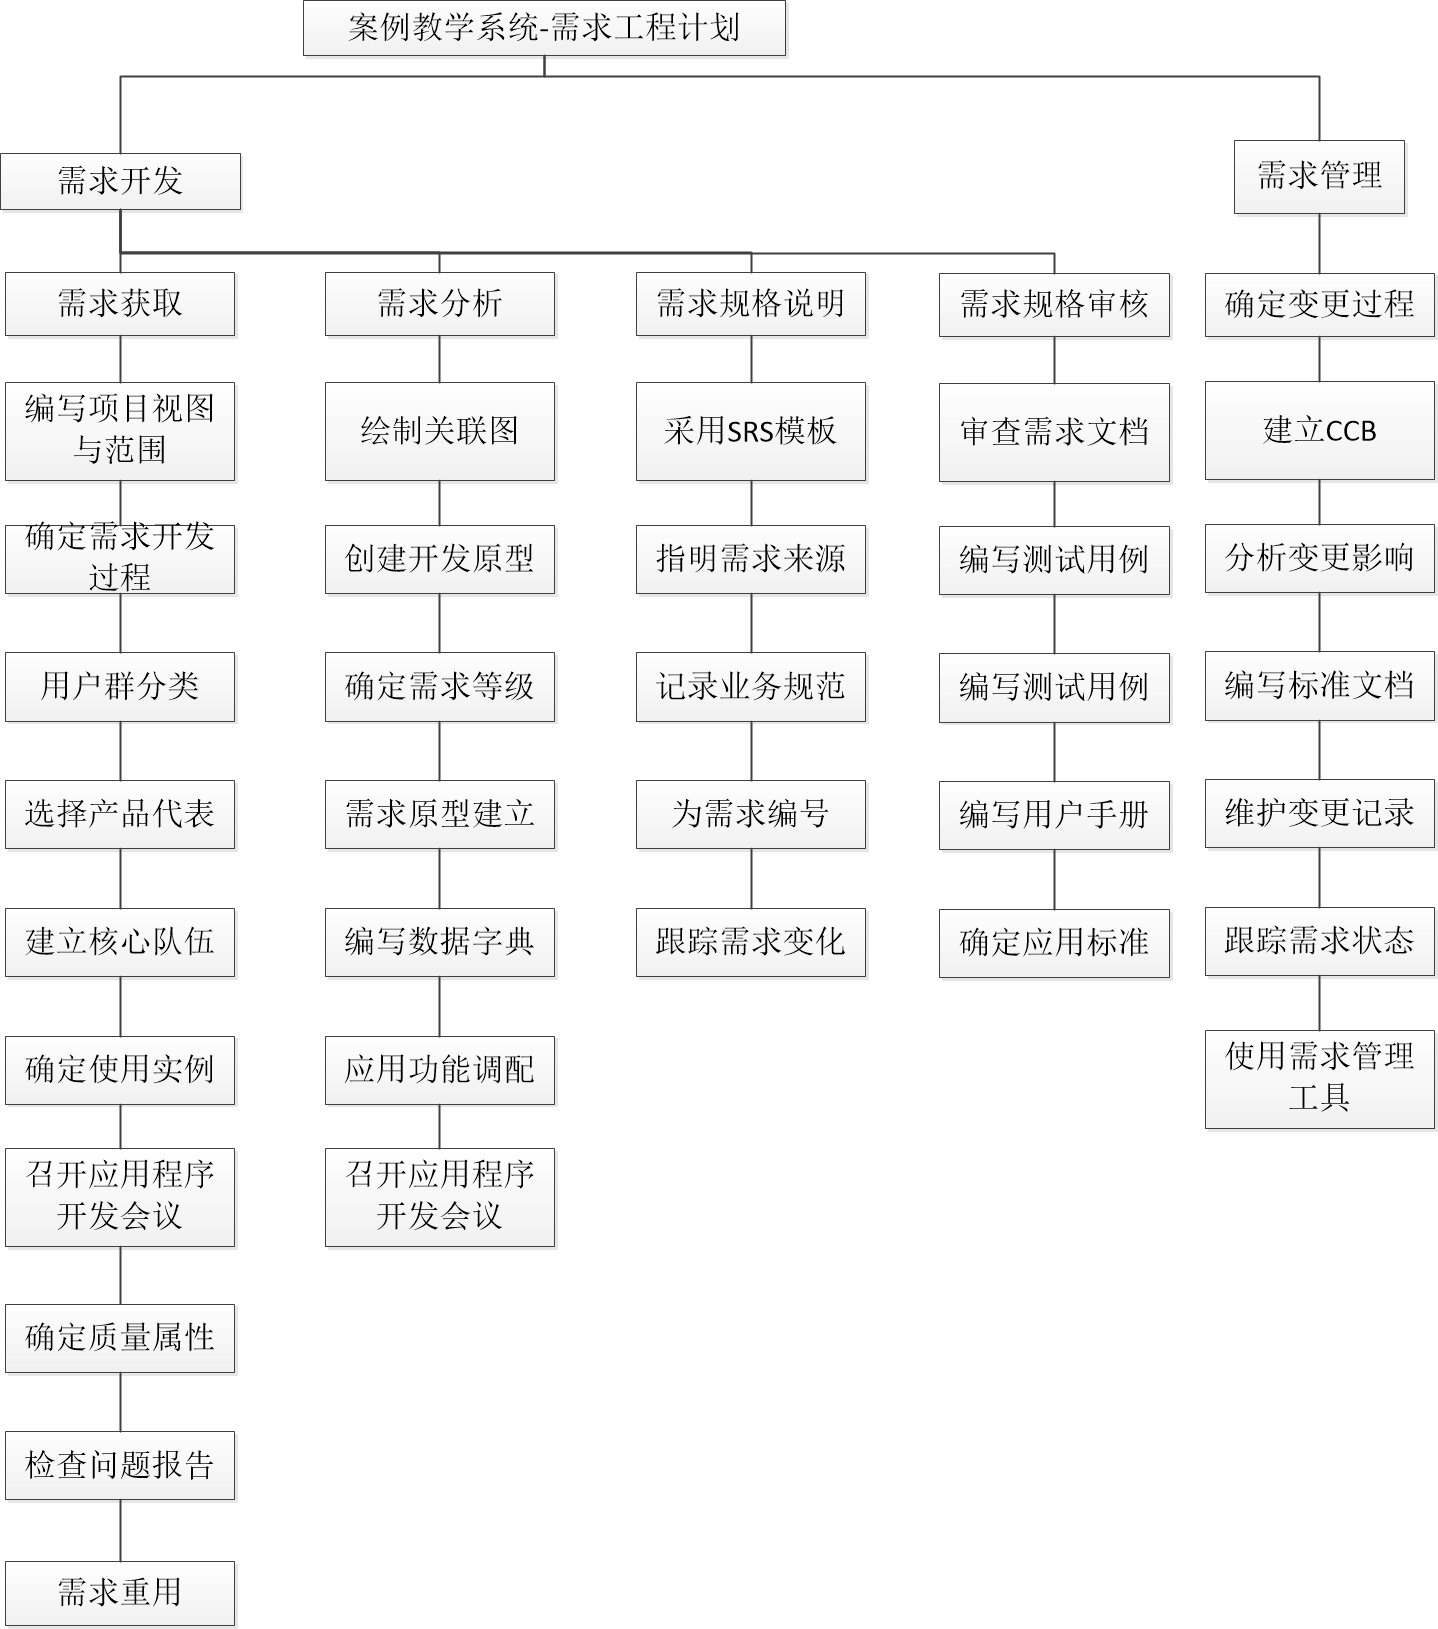 案例教学系统-需求工程计划
需求开发
需求管理
需求获取
需求分析
需求规格说明
需求规格审核
确定变更过程
编写项目视图
与范围
绘制关联图
采用SRS模板
审查需求文档
建立CCB
确定需求开发
过程
创建开发原型
指明需求来源
编写测试用例
分析变更影响
用户群分类
确定需求等级
记录业务规范
编写测试用例
编写标准文档
选择产品代表
需求原型建立
为需求编号
编写用户手册
维护变更记录
建立核心队伍
编写数据字典
跟踪需求变化
确定应用标准
跟踪需求状态
确定使用实例
应用功能调配
使用需求管理
工具
召开应用程序
开发会议
召开应用程序
开发会议
确定质量属性
检查问题报告
需求重用